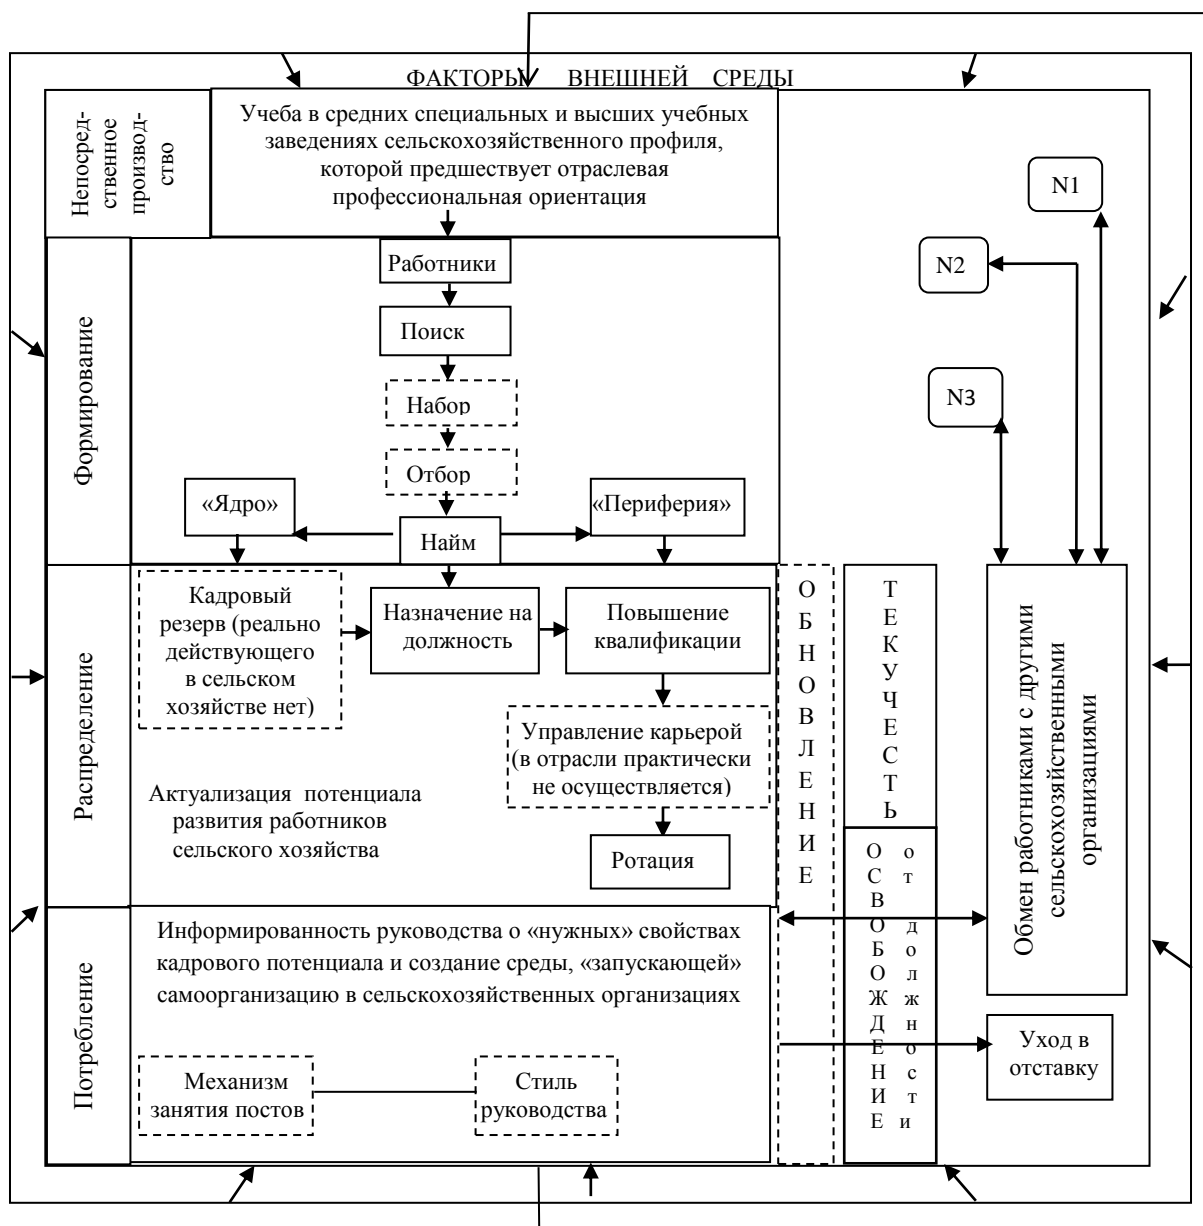 ФАКТОРЫ ВНЕШНЕЙ СРЕДЫ
Непосред-
ственное
производ-
ство
Учеба в средних специальных и высших учебных
заведениях сельскохозяйственного профиля,
которой предшествует отраслевая
профессиональная ориентация
N1
N2
N3
Формирование
Работники
Поиск
Набор
Отбор
«Ядро»
«Периферия»
Найм
Распределение
Кадровый
резерв (реально
действующего
в сельском
хозяйстве нет)
Назначение на
должность
Повышение
квалификации
Управление карьерой
(в отрасли практически
не осуществляется)
Ротация
Актуализация потенциала
развития работников
сельского хозяйства
ОБНОВЛЕНИЕ
ТЕКУЧЕСТЬ
ОСВОБОЖДЕНИЕ
от должности
Обмен работниками с другими
сельскохозяйственными
организациями
Потребление
Информированность руководства о «нужных» свойствах
кадрового потенциала и создание среды, «запускающей»
самоорганизацию в сельскохозяйственных организациях
Механизм
занятия постов
Стиль
руководства
Уход в
отставку